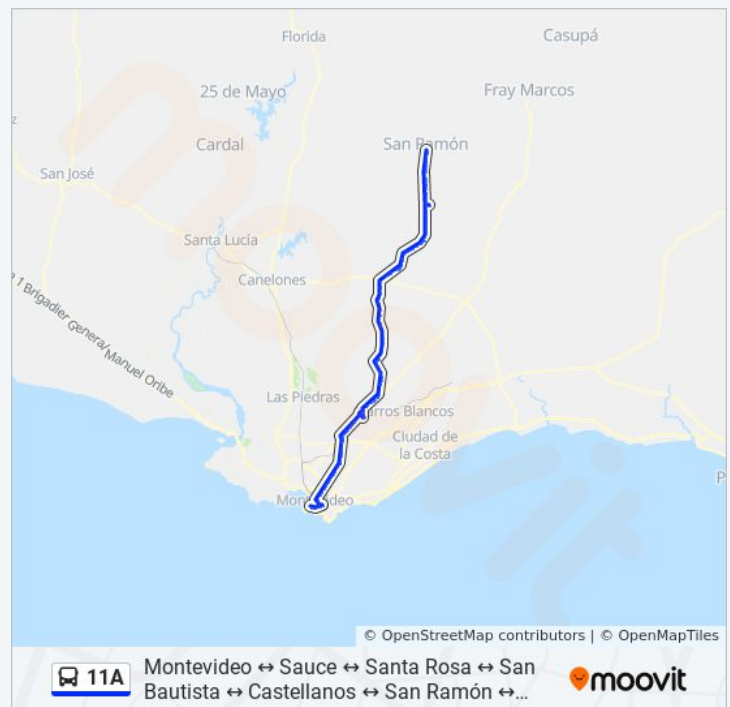 Florida
Casupá
25 de Mayo
Fray Marcos
Cardal
San Ramón
San José
Santa Lucía
Canelones
1 Brigadier General Manuel Oribe
Las Piedras
Barros Blancos
Ciudad de
la Costa
Montevideo
moovit
© OpenStreetMap contributors | © OpenMapTiles
11A
Montevideo ↔ Sauce ↔ Santa Rosa ↔ San
Bautista ↔ Castellanos ↔ San Ramón ↔...
moovit